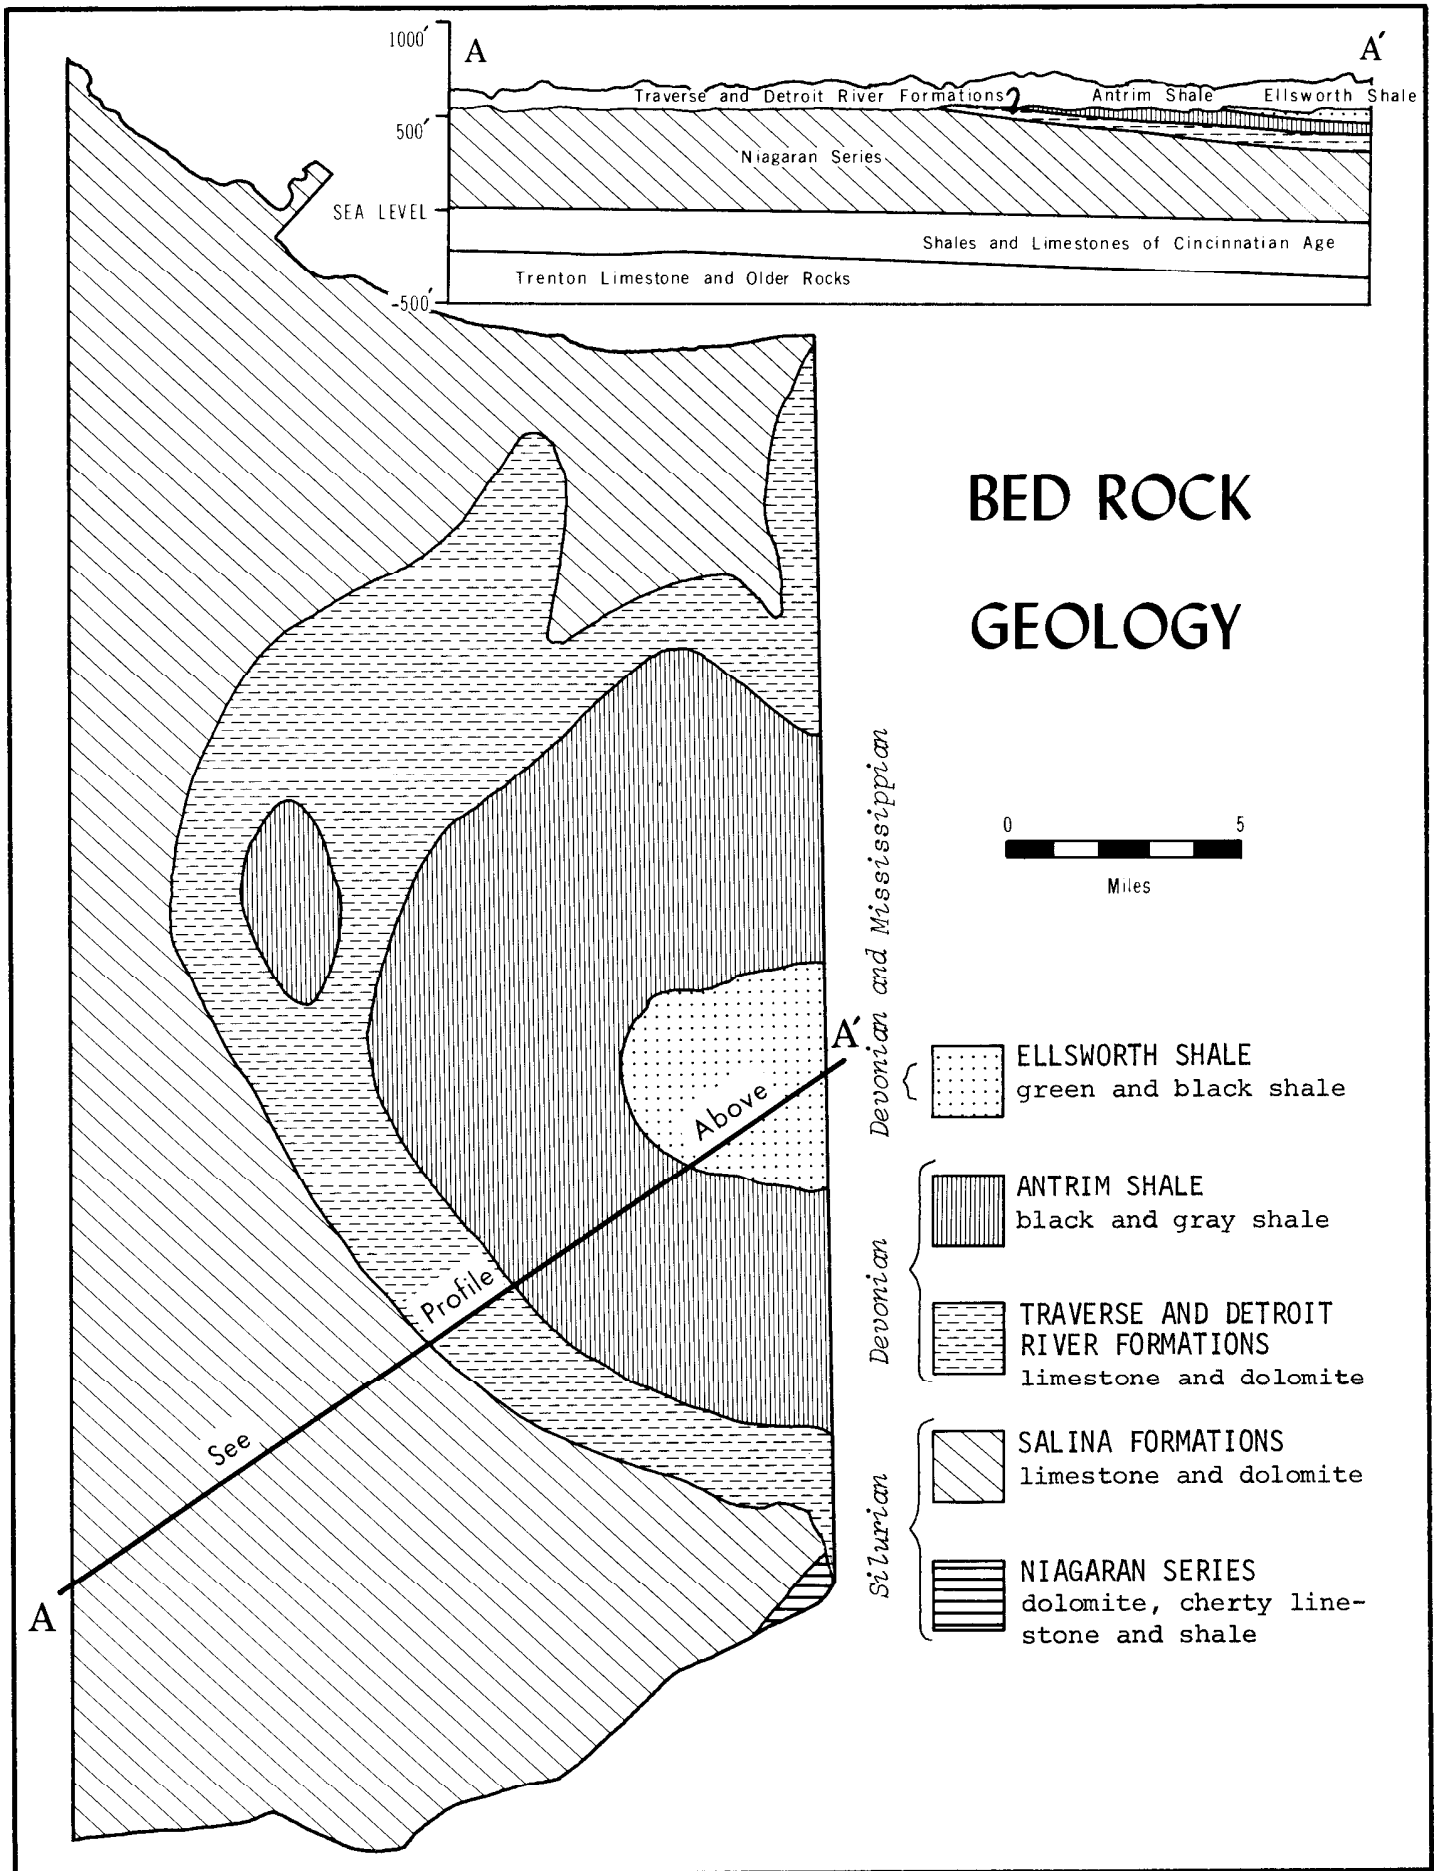 1000'
A
A'
Traverse and Detroit River Formations
Antrim Shale
Ellsworth Shale
500'
Niagaran Series
SEA LEVEL
Shales and Limestones of Cincinnatian Age
Trenton Limestone and Older Rocks
-500'
BED ROCK
GEOLOGY
0 5
Miles
Devonian and Mississippian
ELLSWORTH SHALE
green and black shale
Devonian
ANTRIM SHALE
black and gray shale
TRAVERSE AND DETROIT
RIVER FORMATIONS
limestone and dolomite
Silurian
SALINA FORMATIONS
limestone and dolomite
NIAGARAN SERIES
dolomite, cherty line-
stone and shale
A
See Profile Above
A'